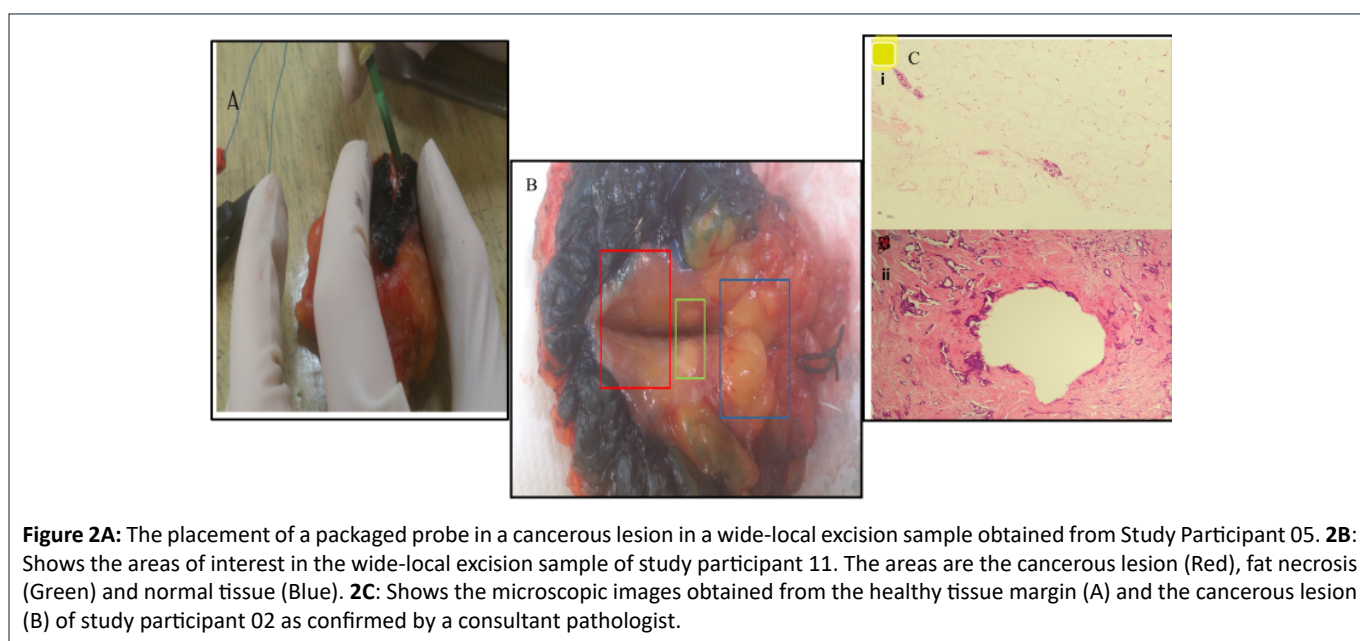 A
B
C
i
ii
Figure 2A: The placement of a packaged probe in a cancerous lesion in a wide-local excision sample obtained from Study Participant 05. 2B:
Shows the areas of interest in the wide-local excision sample of study participant 11. The areas are the cancerous lesion (Red), fat necrosis
(Green) and normal tissue (Blue). 2C: Shows the microscopic images obtained from the healthy tissue margin (A) and the cancerous lesion
(B) of study participant 02 as confirmed by a consultant pathologist.